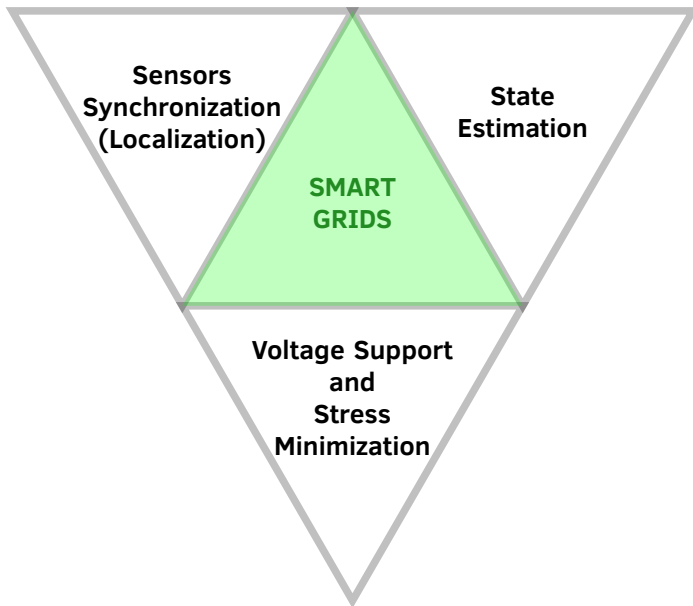 Sensors
Synchronization
(Localization)
State
Estimation
SMART
GRIDS
Voltage Support
and
Stress
Minimization